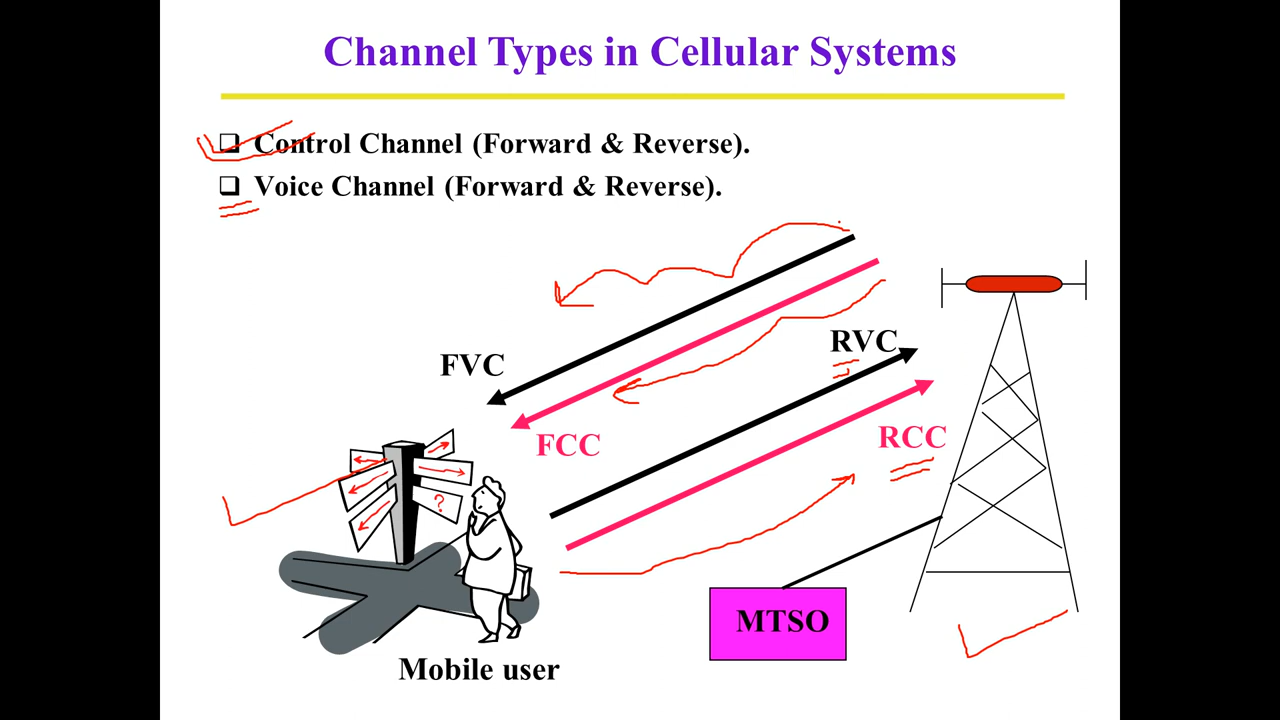 Channel Types in Cellular Systems
❑ Control Channel (Forward & Reverse).
❑ Voice Channel (Forward & Reverse).
RVC
FVC
RCC
FCC
?
MTSO
Mobile user